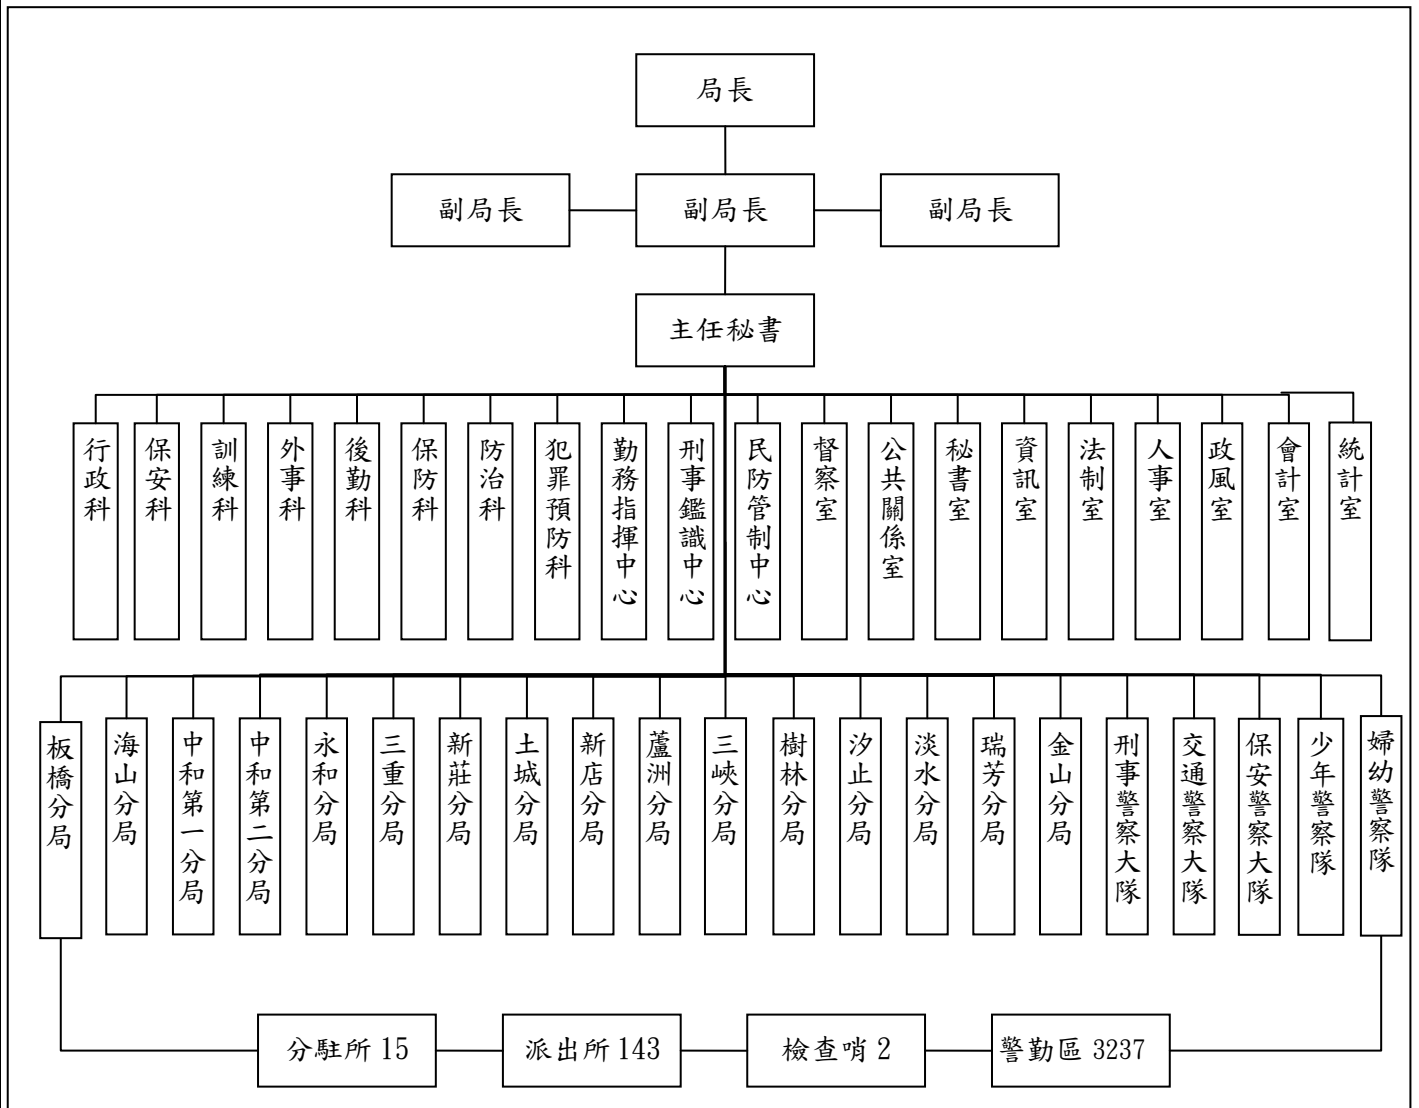 局長
副局長
副局長
副局長
主任秘書
行政科
保安科
訓練科
外事科
後勤科
保防科
防治科
犯罪預防科
勤務指揮中心
刑事鑑識中心
民防管制中心
督察室
公共關係室
秘書室
資訊室
法制室
人事室
政風室
會計室
統計室
板橋分局
海山分局
中和第一分局
中和第二分局
永和分局
三重分局
新莊分局
土城分局
新店分局
蘆洲分局
三峽分局
樹林分局
汐止分局
淡水分局
瑞芳分局
金山分局
刑事警察大隊
交通警察大隊
保安警察大隊
少年警察隊
婦幼警察隊
分駐所 15
派出所 143
檢查哨 2
警勤區 3237